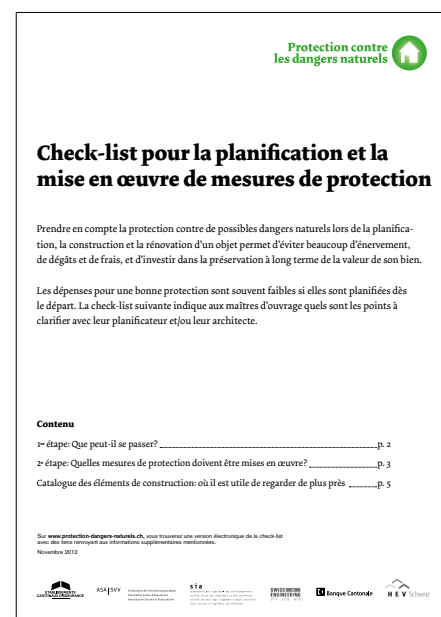 Protection contre
les dangers naturels
Check-list pour la planification et la
mise en œuvre de mesures de protection
Prendre en compte la protection contre de possibles dangers naturels lors de la planifica-
tion, la construction et la rénovation d'un objet permet d'éviter beaucoup d'énervement,
de dégâts et de frais, et d'investir dans la préservation à long terme de la valeur de son bien.
Les dépenses pour une bonne protection sont souvent faibles si elles sont planifiées dès
le départ. La check-list suivante indique aux maîtres d'ouvrage quels sont les points à
clarifier avec leur planificateur et/ou leur architecte.
Contenu
1re étape: Que peut-il se passer? p. 2
2e étape: Quelles mesures de protection doivent être mises en œuvre? p. 3
Catalogue des éléments de construction: où il est utile de regarder de plus près p. 5
Sur www.protection-dangers-naturels.ch, vous trouverez une version électronique de la check-list
avec des liens renvoyant aux informations supplémentaires mentionnées.
Novembre 2012
ETABLISSEMENTS
CANTONAUX D'ASSURANCE
ASA | SVV
sia
SWISS
ENGINEERING
STV UTS ATS
Banque Cantonale
HEV Schweiz